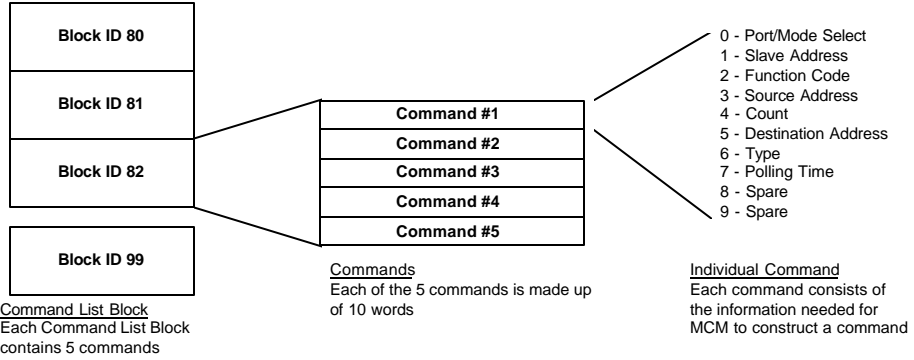 Block ID 80
Block ID 81
Block ID 82
Block ID 99
Command List Block
Each Command List Block
contains 5 commands
Command #1
Command #2
Command #3
Command #4
Command #5
Commands
Each of the 5 commands is made up
of 10 words
0 - Port/Mode Select
1 - Slave Address
2 - Function Code
3 - Source Address
4 - Count
5 - Destination Address
6 - Type
7 - Polling Time
8 - Spare
9 - Spare
Individual Command
Each command consists of
the information needed for
MCM to construct a command